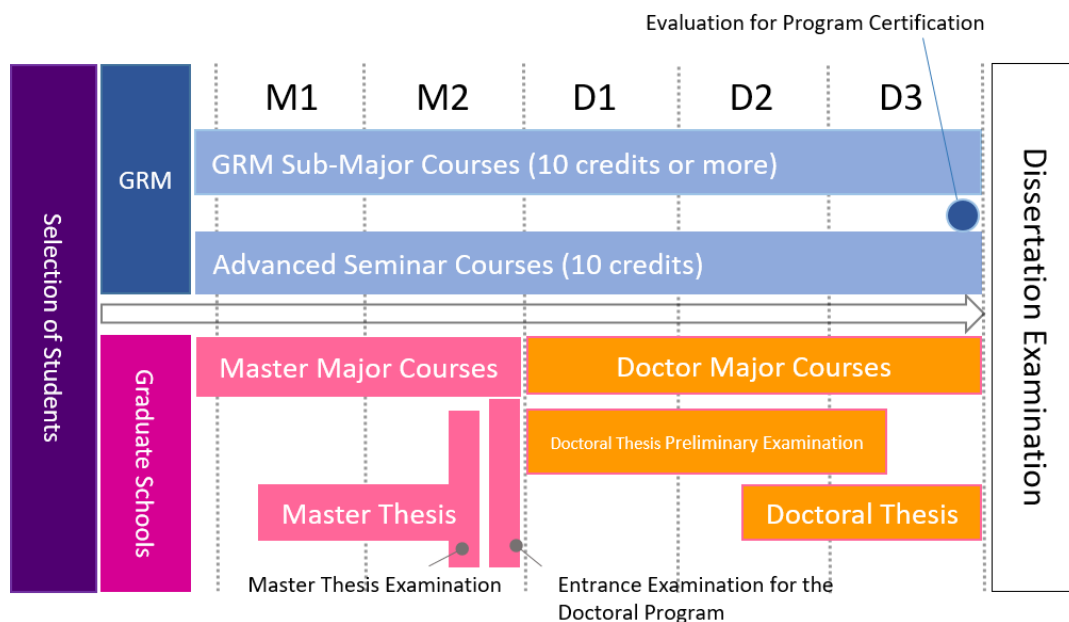 Evaluation for Program Certification
M1
M2
D1
D2
D3
Selection of Students
GRM
GRM Sub-Major Courses (10 credits or more)
Advanced Seminar Courses (10 credits)
Dissertation Examination
Graduate Schools
Master Major Courses
Doctor Major Courses
Doctoral Thesis Preliminary Examination
Master Thesis
Doctoral Thesis
Master Thesis Examination
Entrance Examination for the
Doctoral Program